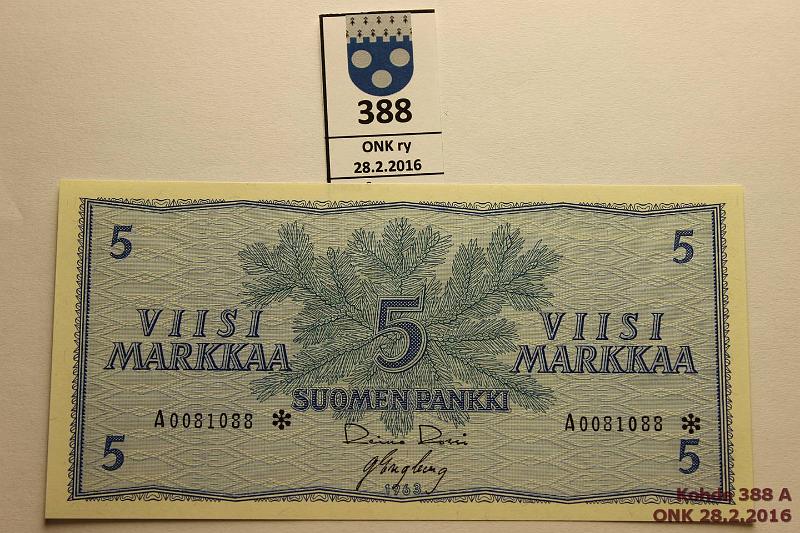 388
ONK ry
28.2.2016
5 5
VIISI VIISI
MARKKAA 5 MARKKAA
SUOMEN PANKKI
A0081088 * A0081088 *
5 5
1963
Kohde 388 A
ONK 28.2.2016